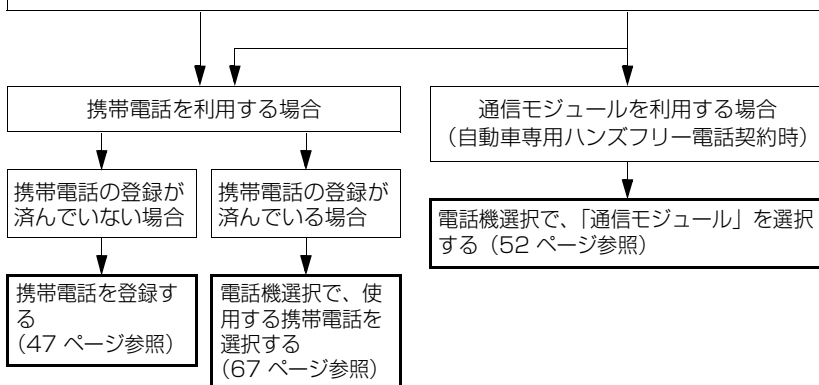 携帯電話を利用する場合
通信モジュールを利用する場合
（自動車専用ハンズフリー電話契約時）
携帯電話の登録が
済んでいない場合
携帯電話の登録が
済んでいる場合
電話機選択で、「通信モジュール」を選択
する（52 ページ参照）
携帯電話を登録す
る
（47 ページ参照）
電話機選択で、使
用する携帯電話を
選択する
（67 ページ参照）